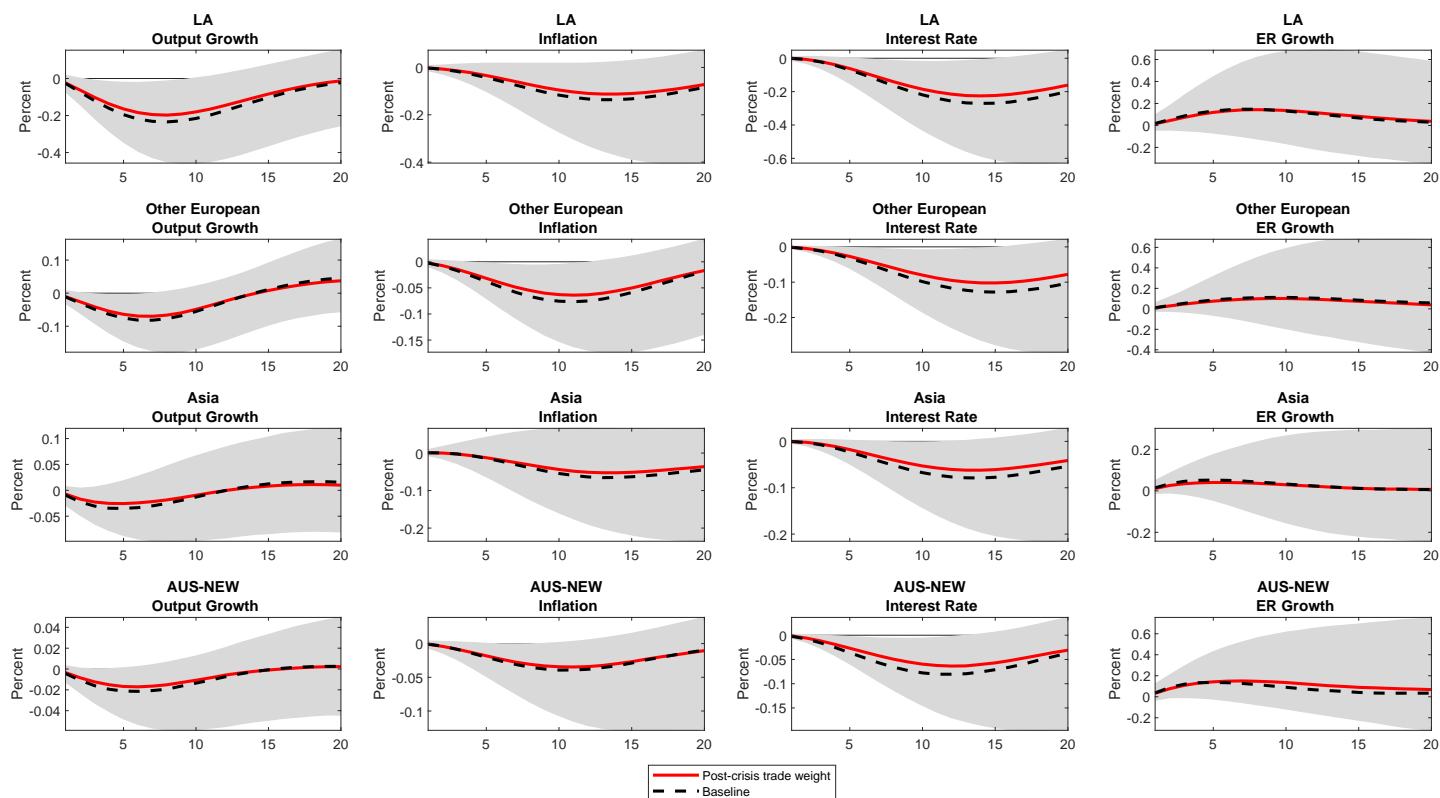 LA
Output Growth
Percent
0
-0.2
-0.4
5
10
15
20
LA
Inflation
Percent
0
-0.2
-0.4
5
10
15
20
LA
Interest Rate
Percent
0
-0.2
-0.4
-0.6
5
10
15
20
LA
ER Growth
Percent
0.6
0.4
0.2
0
-0.2
5
10
15
20
Other European
Output Growth
Percent
0.1
0
-0.1
5
10
15
20
Other European
Inflation
Percent
0
-0.05
-0.1
-0.15
5
10
15
20
Other European
Interest Rate
Percent
0
-0.1
-0.2
5
10
15
20
Other European
ER Growth
Percent
0.6
0.4
0.2
0
-0.2
-0.4
5
10
15
20
Asia
Output Growth
Percent
0.1
0.05
0
-0.05
5
10
15
20
Asia
Inflation
Percent
0
-0.1
-0.2
5
10
15
20
Asia
Interest Rate
Percent
0
-0.1
-0.2
5
10
15
20
Asia
ER Growth
Percent
0.2
0
-0.2
5
10
15
20
AUS-NEW
Output Growth
Percent
0.04
0.02
0
-0.02
-0.04
5
10
15
20
AUS-NEW
Inflation
Percent
0
-0.05
-0.1
5
10
15
20
AUS-NEW
Interest Rate
Percent
0
-0.05
-0.1
-0.15
5
10
15
20
AUS-NEW
ER Growth
Percent
0.6
0.4
0.2
0
-0.2
5
10
15
20
Post-crisis trade weight
Baseline